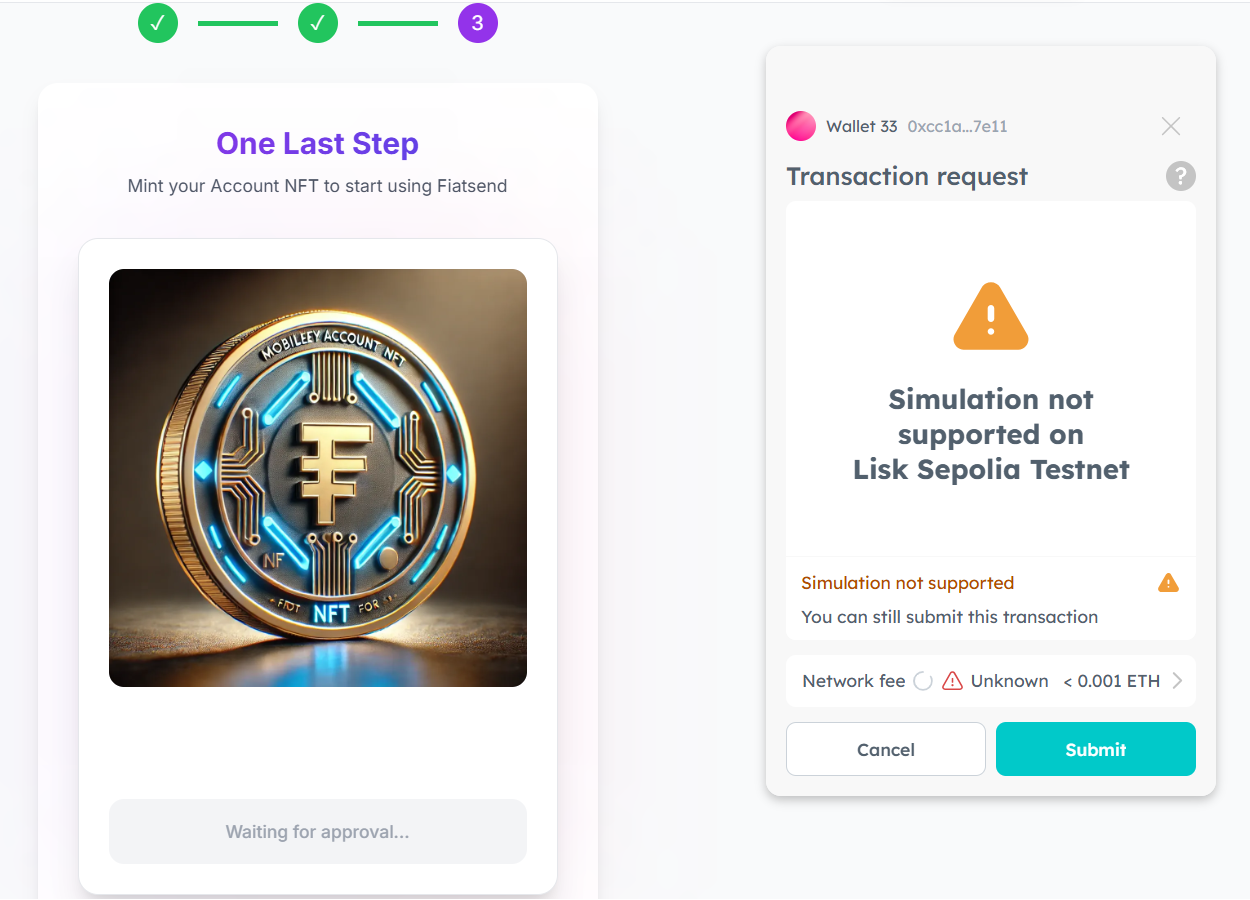 ✓
✓
3
One Last Step
Mint your Account NFT to start using Fiatsend
MOBILEFY ACCOUNT NFT
NF
NFT FOR
Waiting for approval...
Wallet 33 0xcc1a...7e11
Transaction request
?
Simulation not
supported on
Lisk Sepolia Testnet
Simulation not supported
You can still submit this transaction
Network fee Unknown < 0.001 ETH
Cancel
Submit